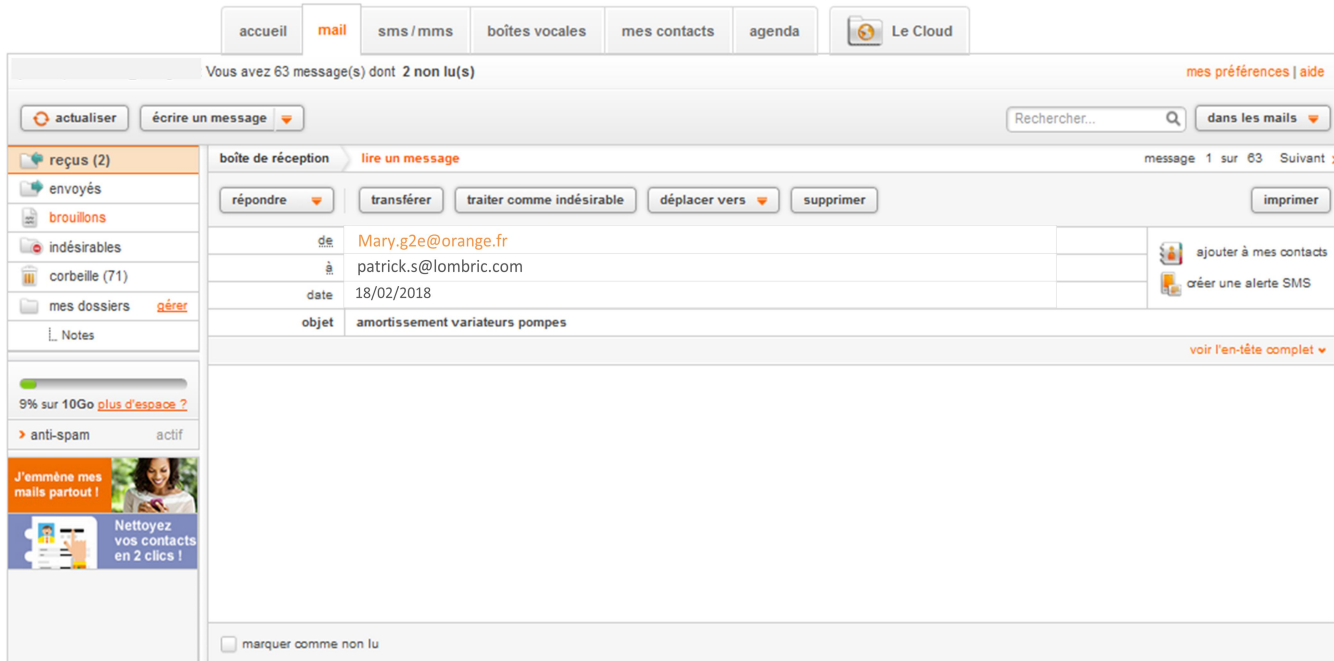 accueil mail sms/mms boîtes vocales mes contacts agenda Le Cloud
Vous avez 63 message(s) dont 2 non lu(s) mes préférences | aide
actualiser écrire un message Rechercher... dans les mails
reçus (2) boîte de réception lire un message message 1 sur 63 Suivant
envoyés
répondre transférer traiter comme indésirable déplacer vers supprimer imprimer
brouillons
indésirables de Mary.g2e@orange.fr ajouter à mes contacts
corbeille (71) à patrick.s@lombric.com créer une alerte SMS
mes dossiers gérer date 18/02/2018
Notes objet amortissement variateurs pompes
voir l'en-tête complet
9% sur 10Go plus d'espace ?
anti-spam actif
J'emmène mes
mails partout !
Nettoyez
vos contacts
en 2 clics !
marquer comme non lu